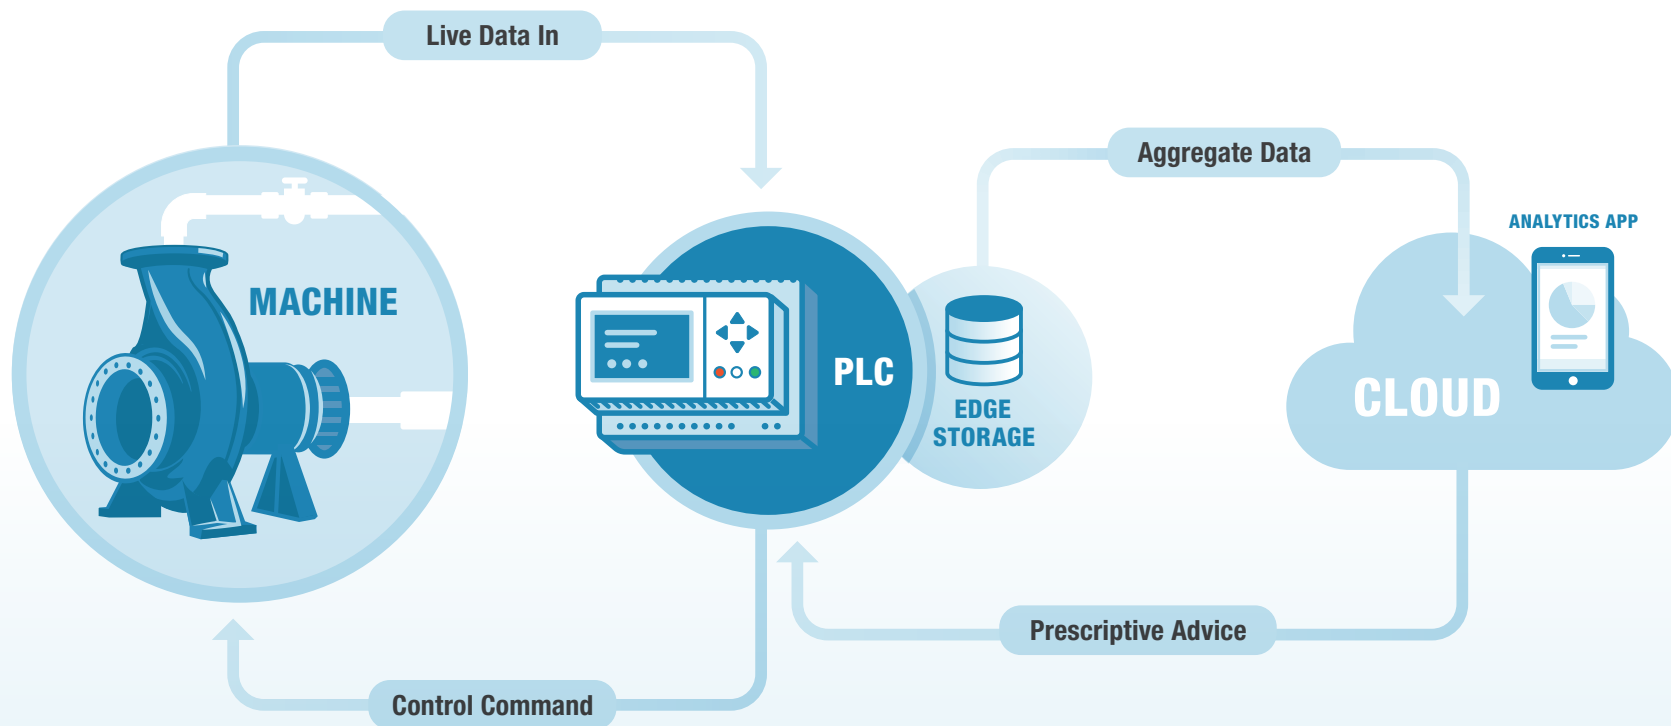 Live Data In
Aggregate Data
ANALYTICS APP
MACHINE
PLC
EDGE
STORAGE
CLOUD
Prescriptive Advice
Control Command